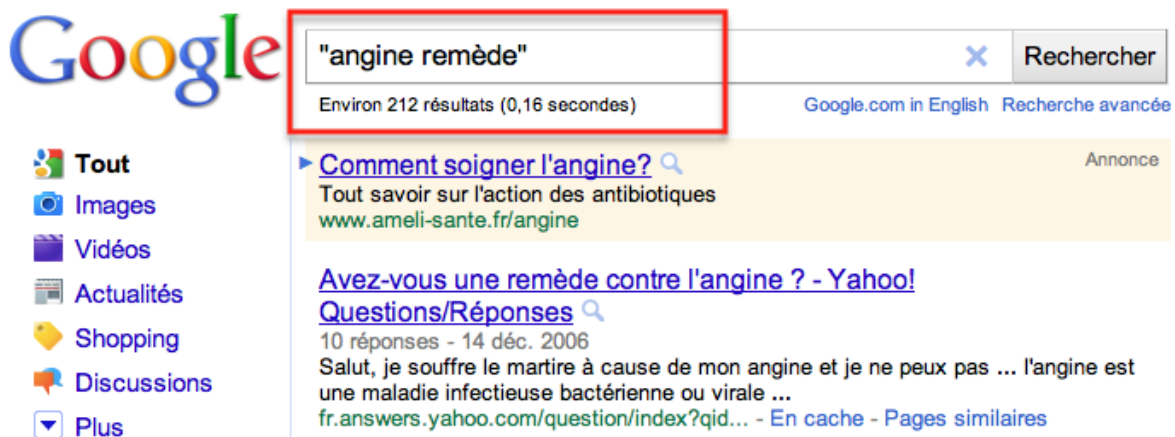 Google
"angine remède"
Rechercher
Environ 212 résultats (0,16 secondes)
Google.com in English Recherche avancée
Tout
Images
Vidéos
Actualités
Shopping
Discussions
Plus
Comment soigner l'angine?
Annonce
Tout savoir sur l'action des antibiotiques
www.ameli-sante.fr/angine
Avez-vous une remède contre l'angine ? - Yahoo!
Questions/Réponses
10 réponses - 14 déc. 2006
Salut, je souffre le martire à cause de mon angine et je ne peux pas ... l'angine est
une maladie infectieuse bactérienne ou virale ...
fr.answers.yahoo.com/question/index?qid... - En cache - Pages similaires